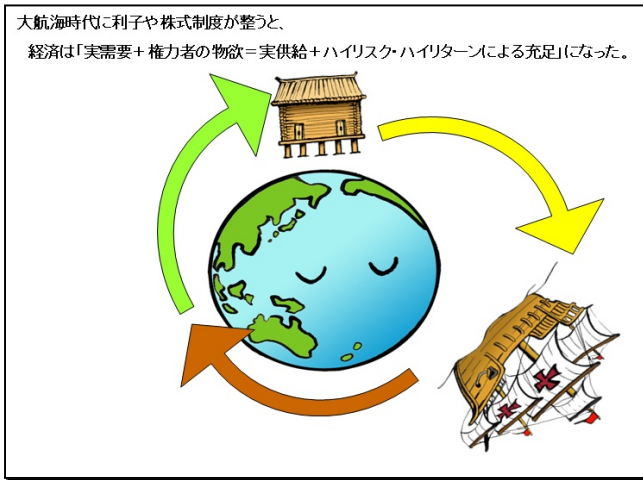 大航海時代に利子や株式制度が整うと、
経済は「実需要＋権力者の物欲＝実供給＋ハイリスク・ハイリターンによる充足」になった。